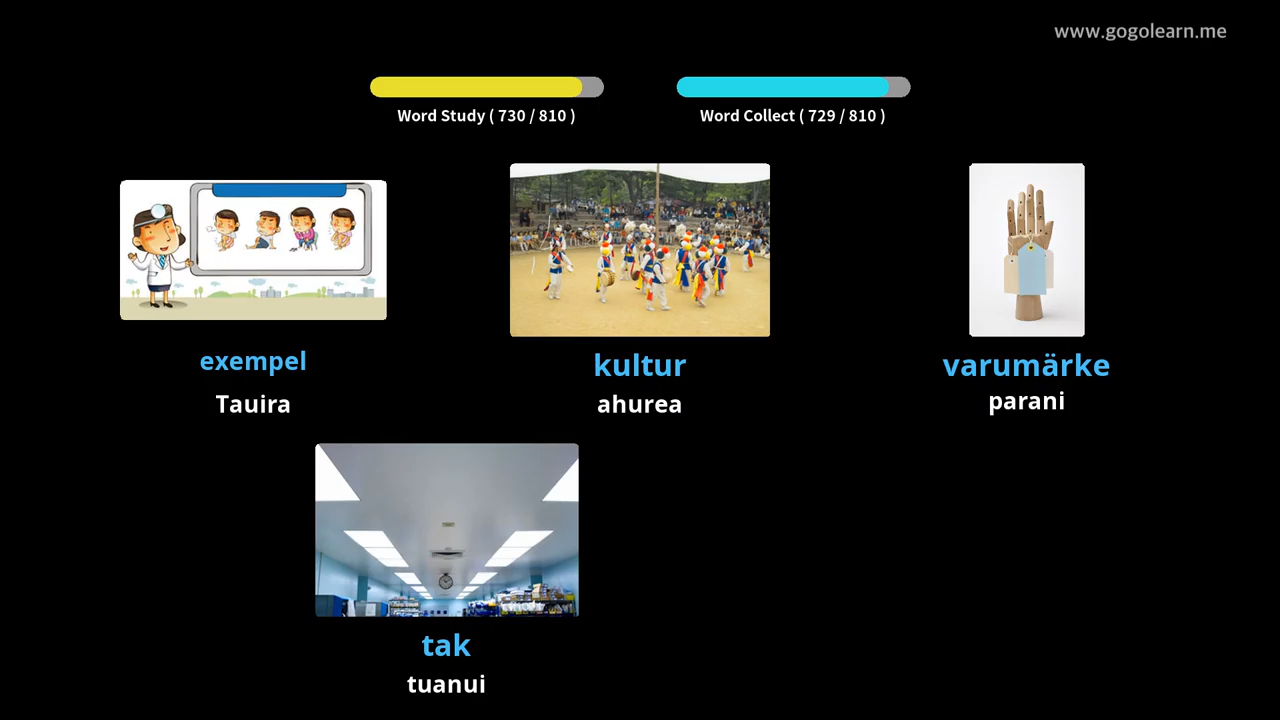 www.gogolearn.me
Word Study ( 730 / 810 )
Word Collect ( 729 / 810 )
exempel
Tauira
kultur
ahurea
varumärke
parani
tak
tuanui